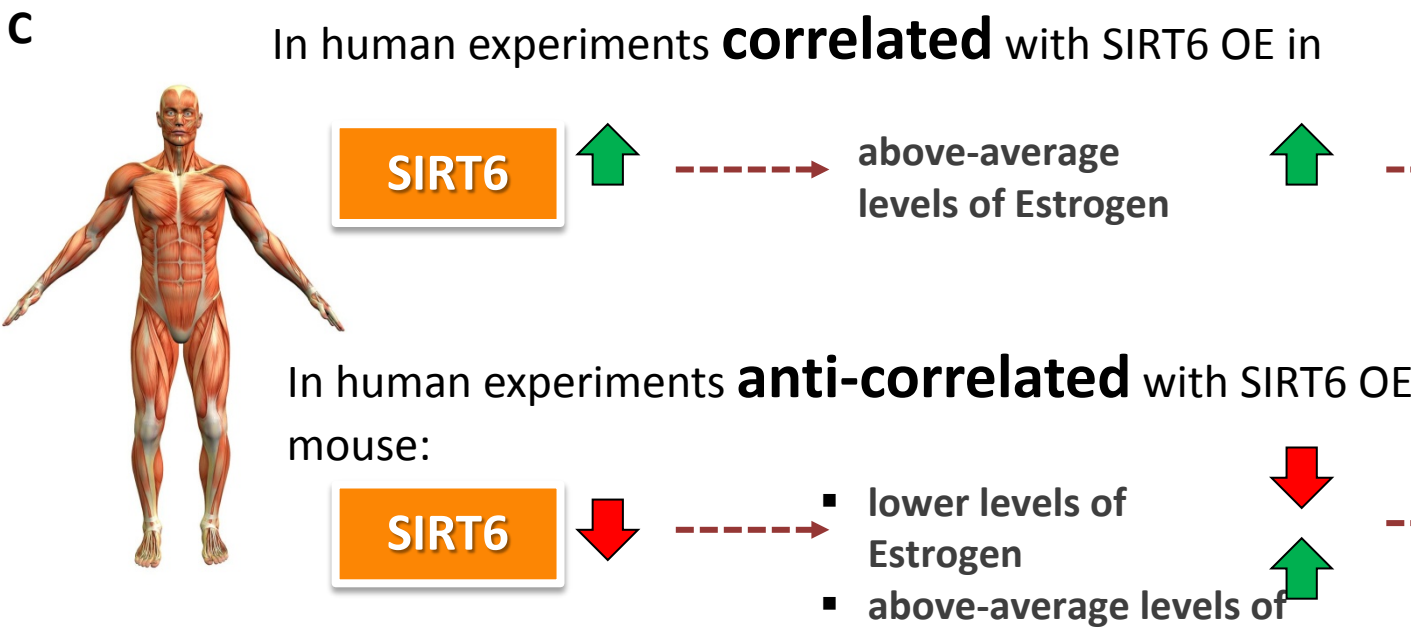 C
In human experiments correlated with SIRT6 OE in
SIRT6
above-average
levels of Estrogen
In human experiments anti-correlated with SIRT6 OE
mouse:
SIRT6
▪ lower levels of
Estrogen
▪ above-average levels of